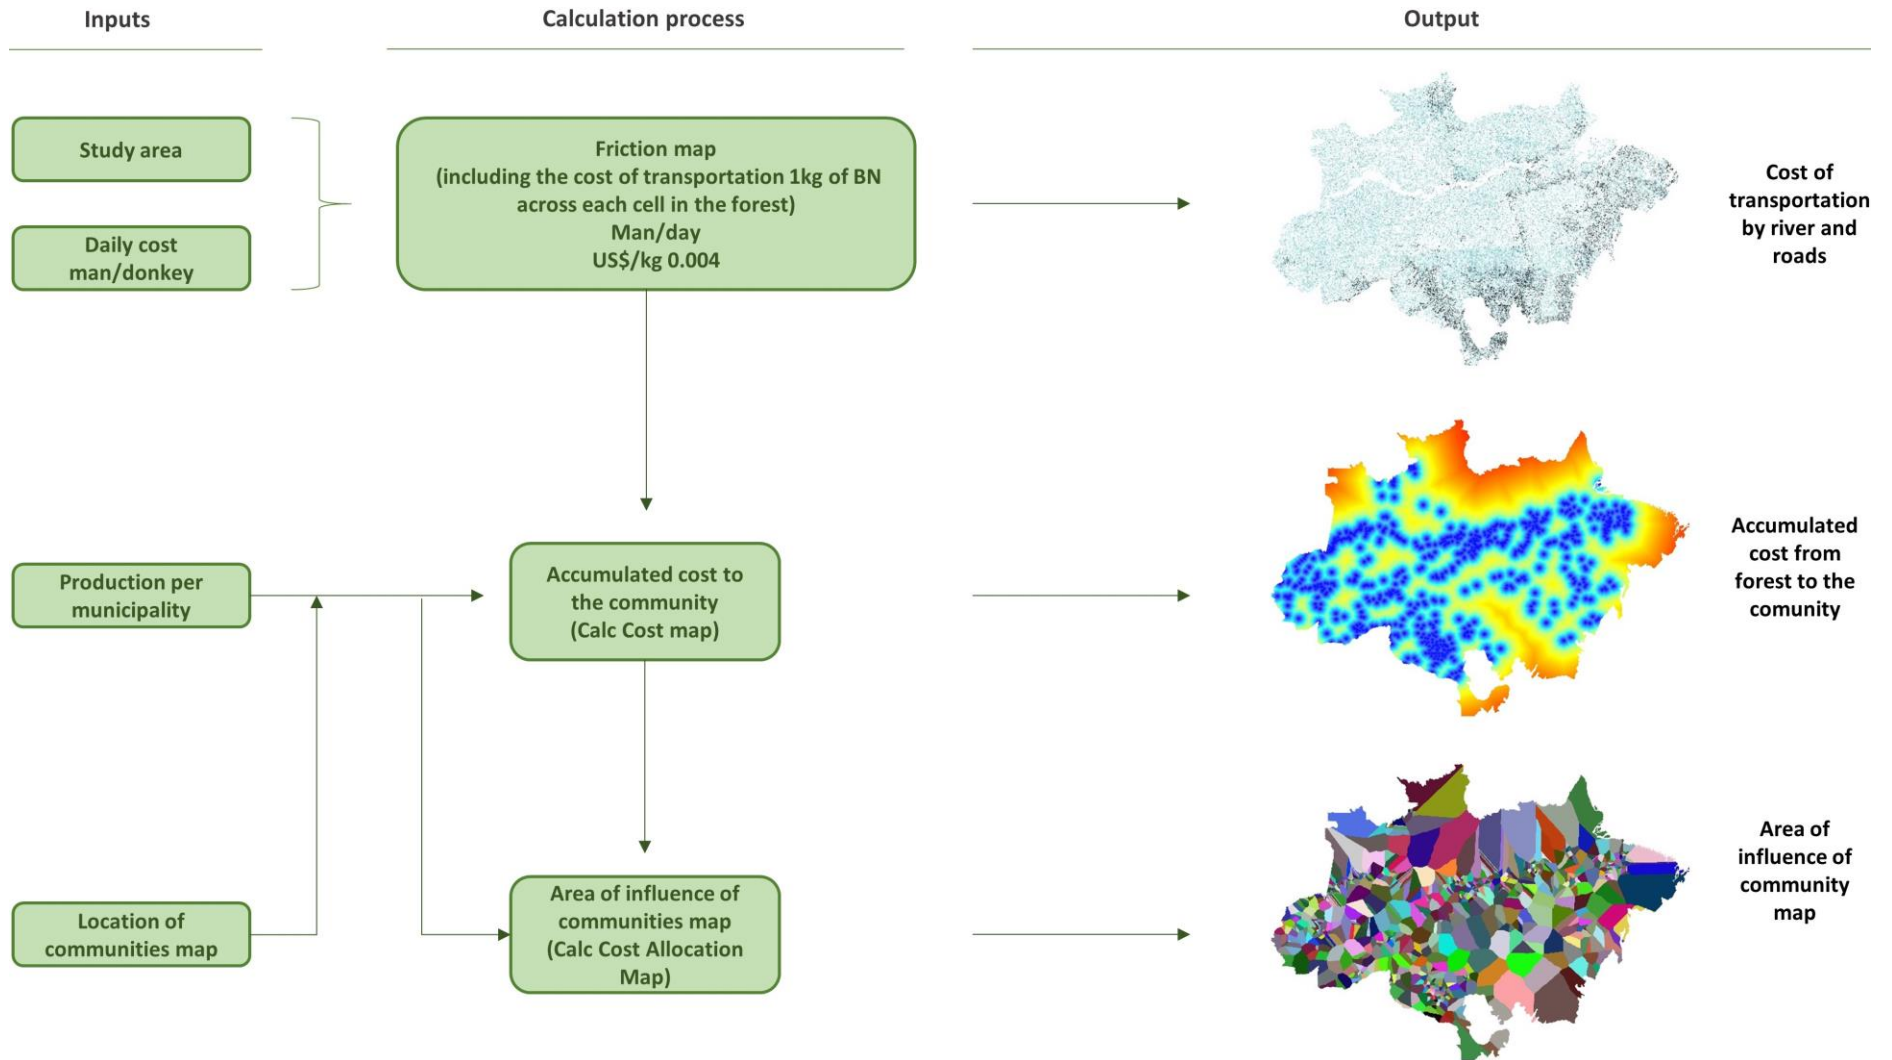 Inputs
Calculation process
Output
Study area
Daily cost
man/donkey
Friction map
(including the cost of transportation 1kg of BN
across each cell in the forest)
Man/day
US$/kg 0.004
Cost of
transportation
by river and
roads
Production per
municipality
Accumulated cost to
the community
(Calc Cost map)
Accumulated
cost from
forest to the
comunity
Location of
communities map
Area of influence of
communities map
(Calc Cost Allocation
Map)
Area of
influence of
community
map